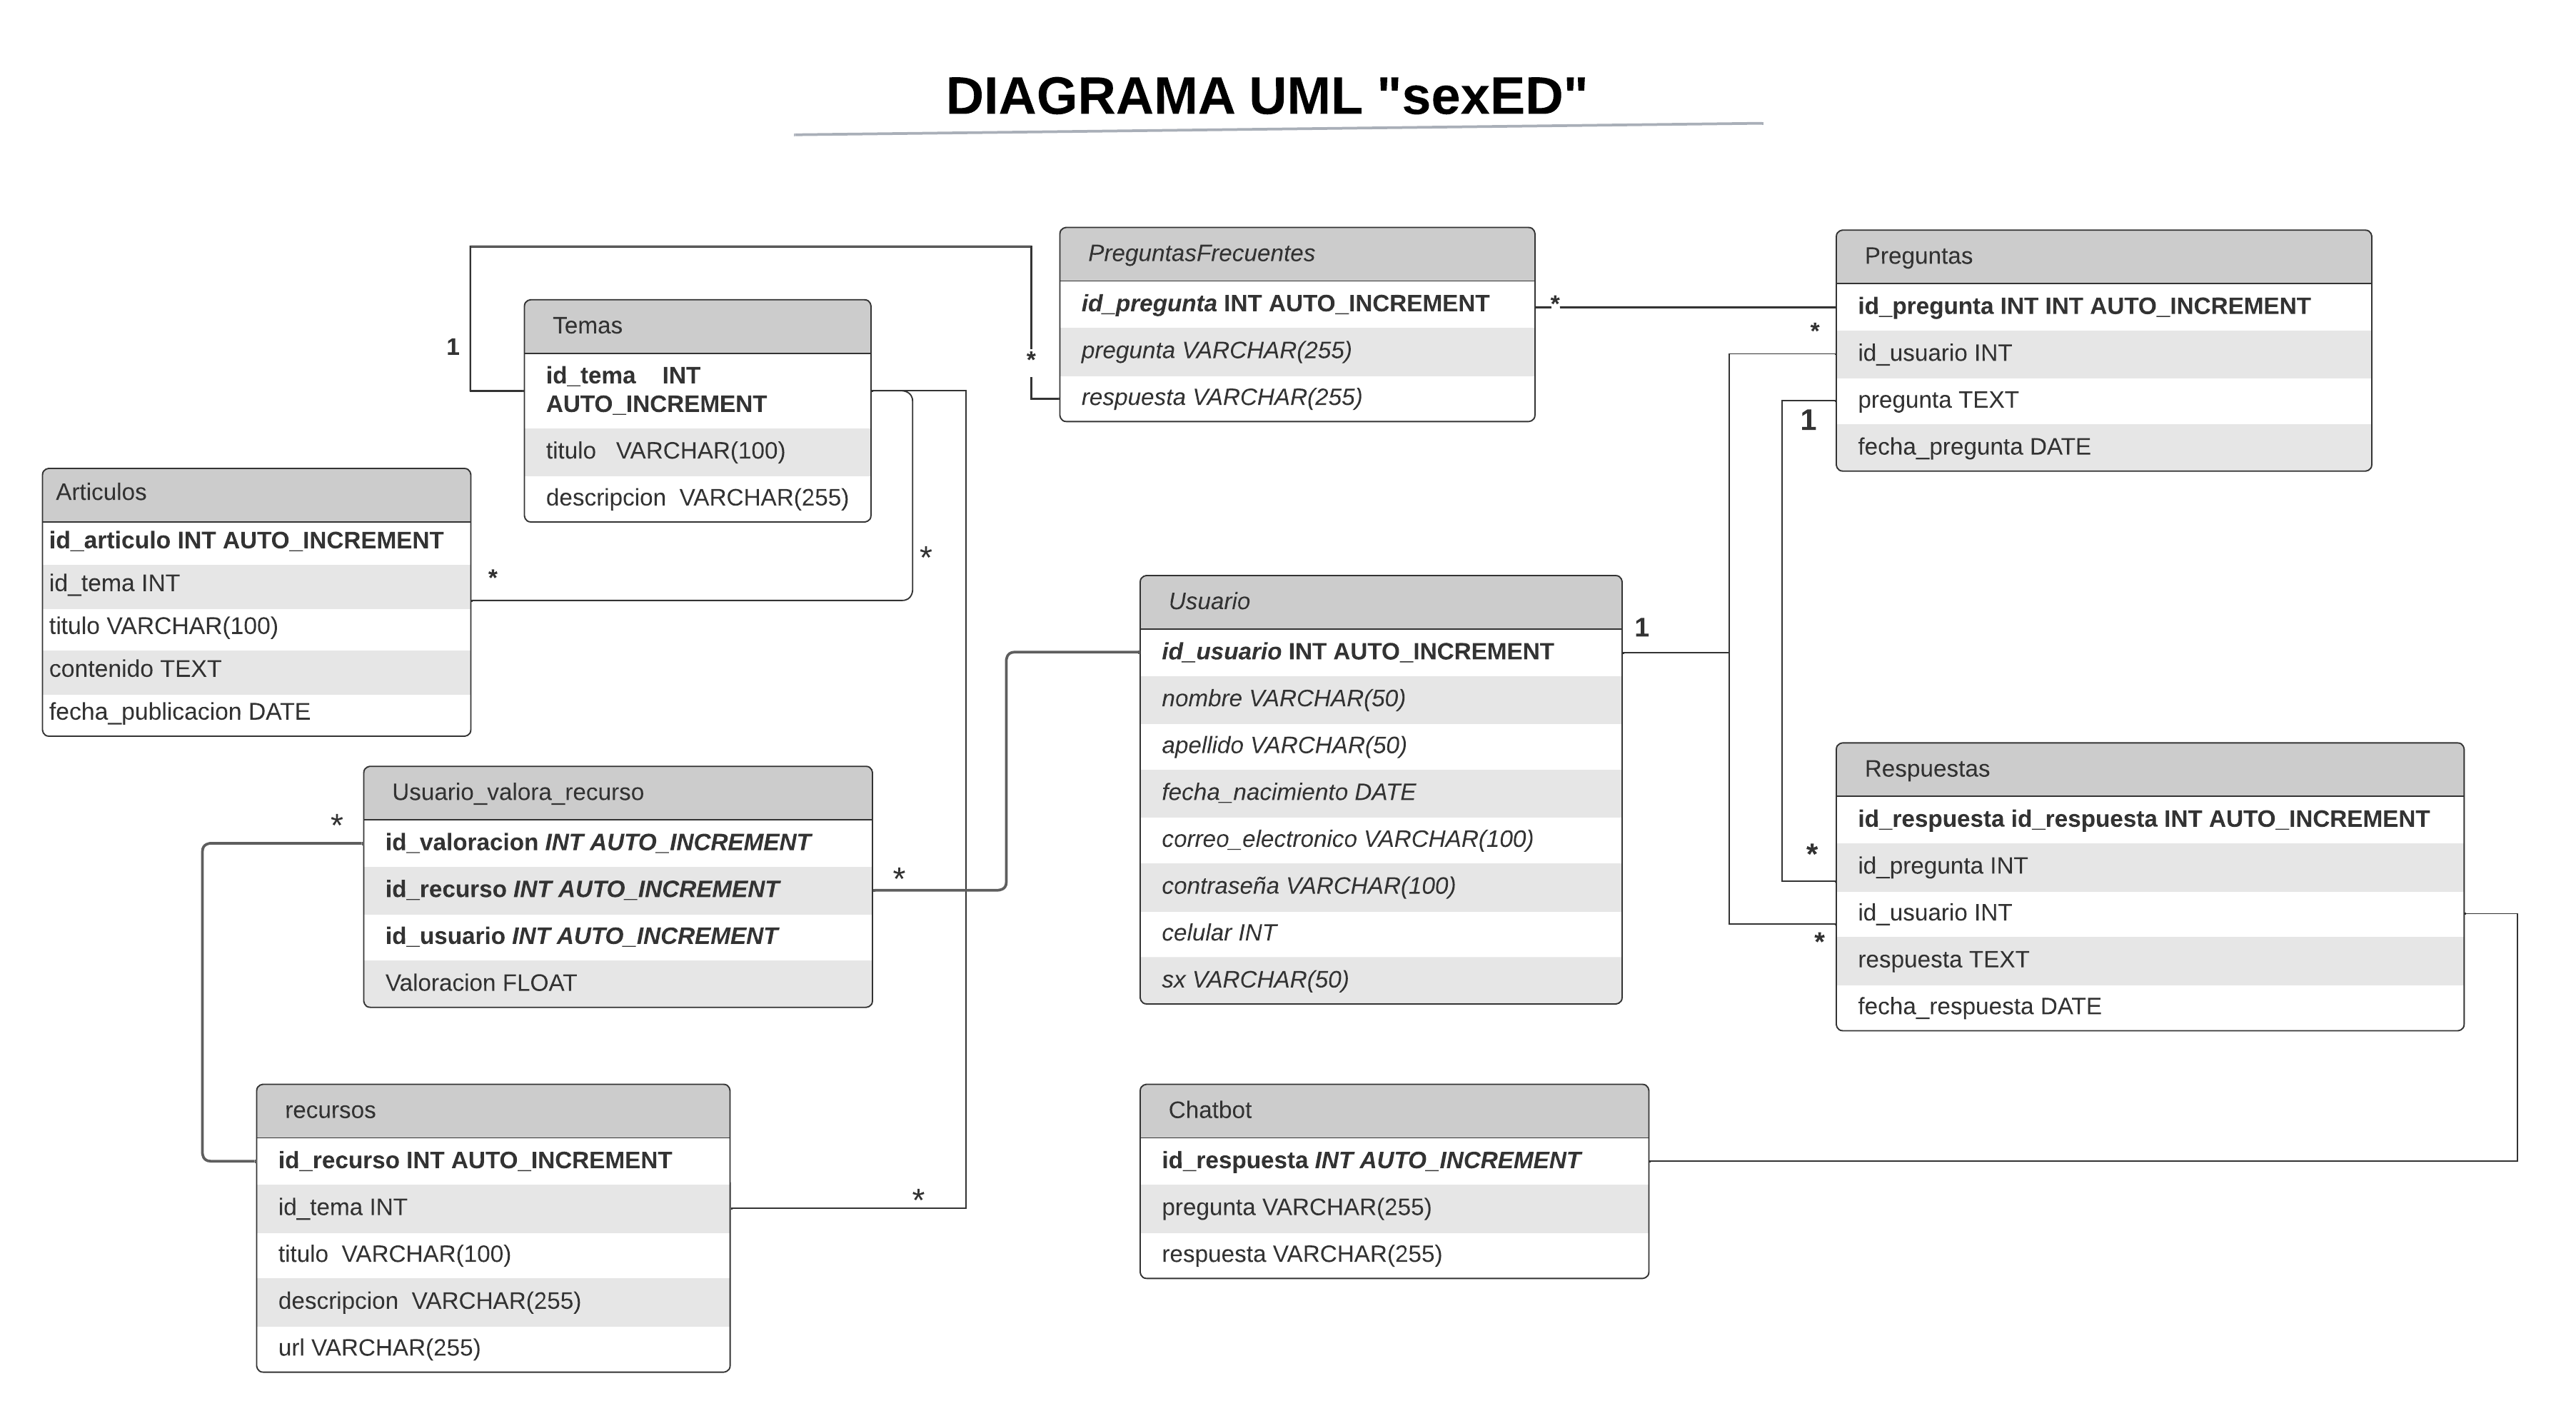 DIAGRAMA UML "sexED"
PreguntasFrecuentes
id_pregunta INT AUTO_INCREMENT
pregunta VARCHAR(255)
respuesta VARCHAR(255)
*
*
Preguntas
id_pregunta INT INT AUTO_INCREMENT
id_usuario INT
pregunta TEXT
fecha_pregunta DATE
*
1
Temas
id_tema    INT
AUTO_INCREMENT
titulo   VARCHAR(100)
descripcion  VARCHAR(255)
1
*
Articulos
id_articulo INT AUTO_INCREMENT
id_tema INT
titulo VARCHAR(100)
contenido TEXT
fecha_publicacion DATE
*
Usuario
id_usuario INT AUTO_INCREMENT
nombre VARCHAR(50)
apellido VARCHAR(50)
fecha_nacimiento DATE
correo_electronico VARCHAR(100)
contraseña VARCHAR(100)
celular INT
sx VARCHAR(50)
1
Respuestas
id_respuesta id_respuesta INT AUTO_INCREMENT
id_pregunta INT
id_usuario INT
respuesta TEXT
fecha_respuesta DATE
*
*
Usuario_valora_recurso
id_valoracion INT AUTO_INCREMENT
id_recurso INT AUTO_INCREMENT
id_usuario INT AUTO_INCREMENT
Valoracion FLOAT
*
*
recursos
id_recurso INT AUTO_INCREMENT
id_tema INT
titulo  VARCHAR(100)
descripcion  VARCHAR(255)
url VARCHAR(255)
*
Chatbot
id_respuesta INT AUTO_INCREMENT
pregunta VARCHAR(255)
respuesta VARCHAR(255)